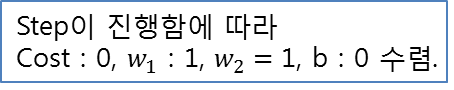 Step이 진행함에 따라
Cost : 0, w₁ : 1, w₂ = 1, b : 0 수렴.